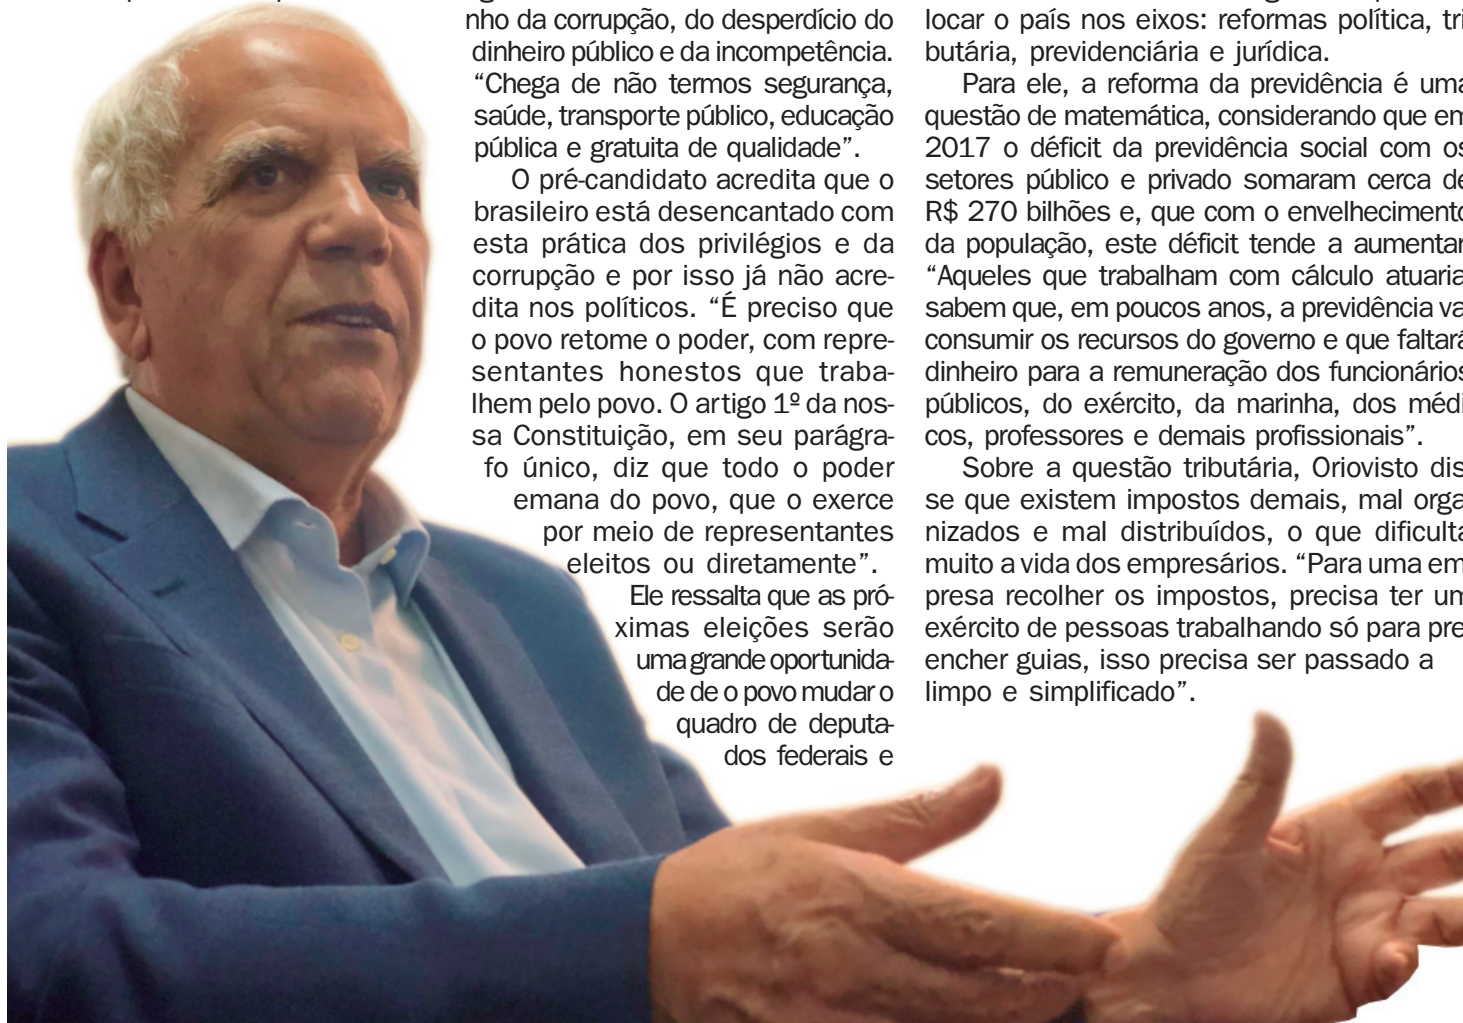 nho da corrupção, do desperdício do
dinheiro público e da incompetência.
“Chega de não termos segurança,
saúde, transporte público, educação
pública e gratuita de qualidade”.
O pré-candidato acredita que o
brasileiro está desencantado com
esta prática dos privilégios e da
corrupção e por isso já não acre-
dita nos políticos. “É preciso que
o povo retome o poder, com repre-
sentantes honestos que traba-
lhem pelo povo. O artigo 1º da nos-
sa Constituição, em seu parágra-
fo único, diz que todo o poder
emana do povo, que o exerce
por meio de representantes
eleitos ou diretamente”.
Ele ressalta que as pró-
ximas eleições serão
uma grande oportunida-
de de o povo mudar o
quadro de deputa-
dos federais e
locar o país nos eixos: reformas política, tri
butária, previdenciária e jurídica.
Para ele, a reforma da previdência é uma
questão de matemática, considerando que em
2017 o déficit da previdência social com os
setores público e privado somaram cerca de
R$ 270 bilhões e, que com o envelhecimento
da população, este déficit tende a aumentar
“Aqueles que trabalham com cálculo atuaria
sabem que, em poucos anos, a previdência va
consumir os recursos do governo e que faltará
dinheiro para a remuneração dos funcionários
públicos, do exército, da marinha, dos médi
cos, professores e demais profissionais”.
Sobre a questão tributária, Oriovisto dis
se que existem impostos demais, mal orga
nizados e mal distribuídos, o que dificulta
muito a vida dos empresários. “Para uma em
presa recolher os impostos, precisa ter um
exército de pessoas trabalhando só para pre
encher guias, isso precisa ser passado a
limpo e simplificado”.